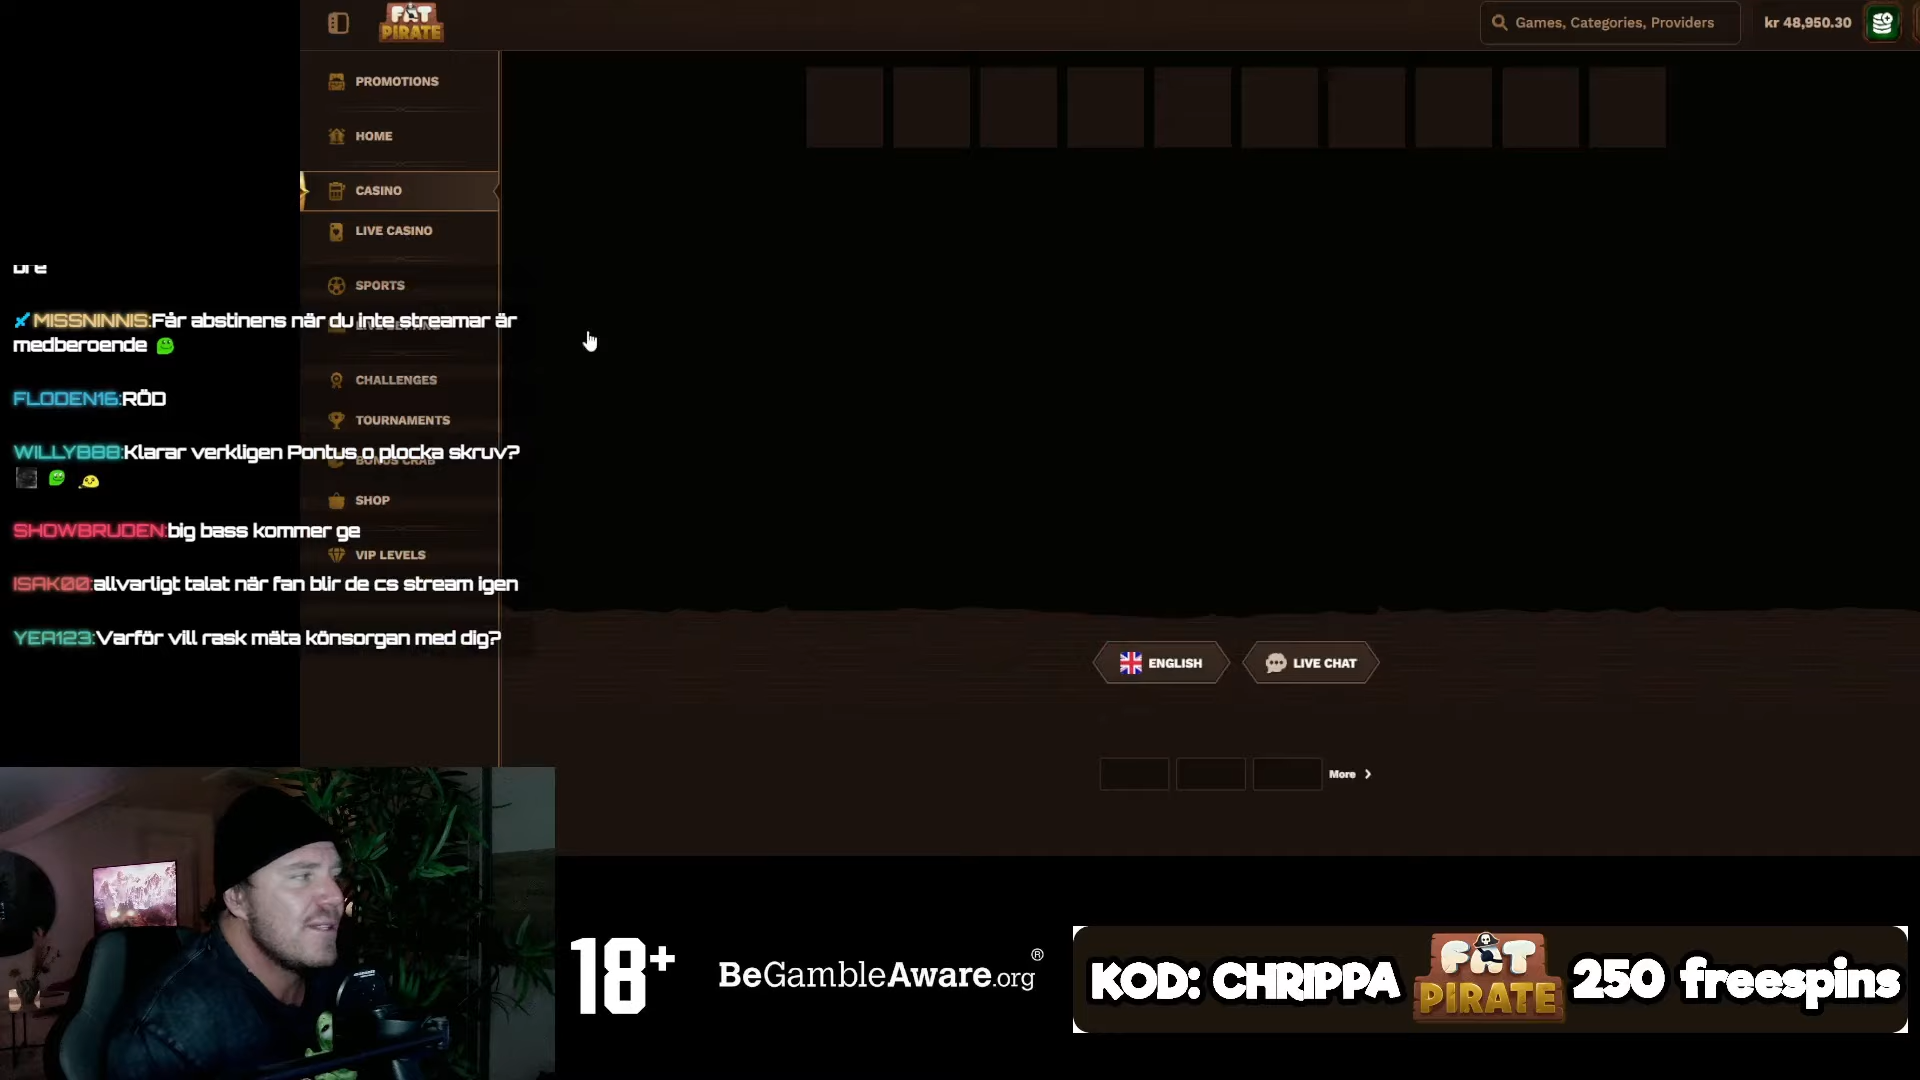 FAT
PIRATE
Games, Categories, Providers
kr 48,950.30
PROMOTIONS
HOME
CASINO
LIVE CASINO
SPORTS
CHALLENGES
TOURNAMENTS
BONUS CRAB
SHOP
VIP LEVELS
MISSNINNIS:Får abstinens när du inte streamar är
medberoende
FLODEN16:RÖD
WILLYBBB:Klarar verkligen Pontus o plocka skruv?
SHOWBRUDEN:big bass kommer ge
ISAK00:allvarligt talat när fan blir de cs stream igen
YEA123:Varför vill rask mäta könsorgan med dig?
ENGLISH
LIVE CHAT
More
18+
BeGambleAware.org®
KOD: CHRIPPA
FAT
PIRATE
250 freespins